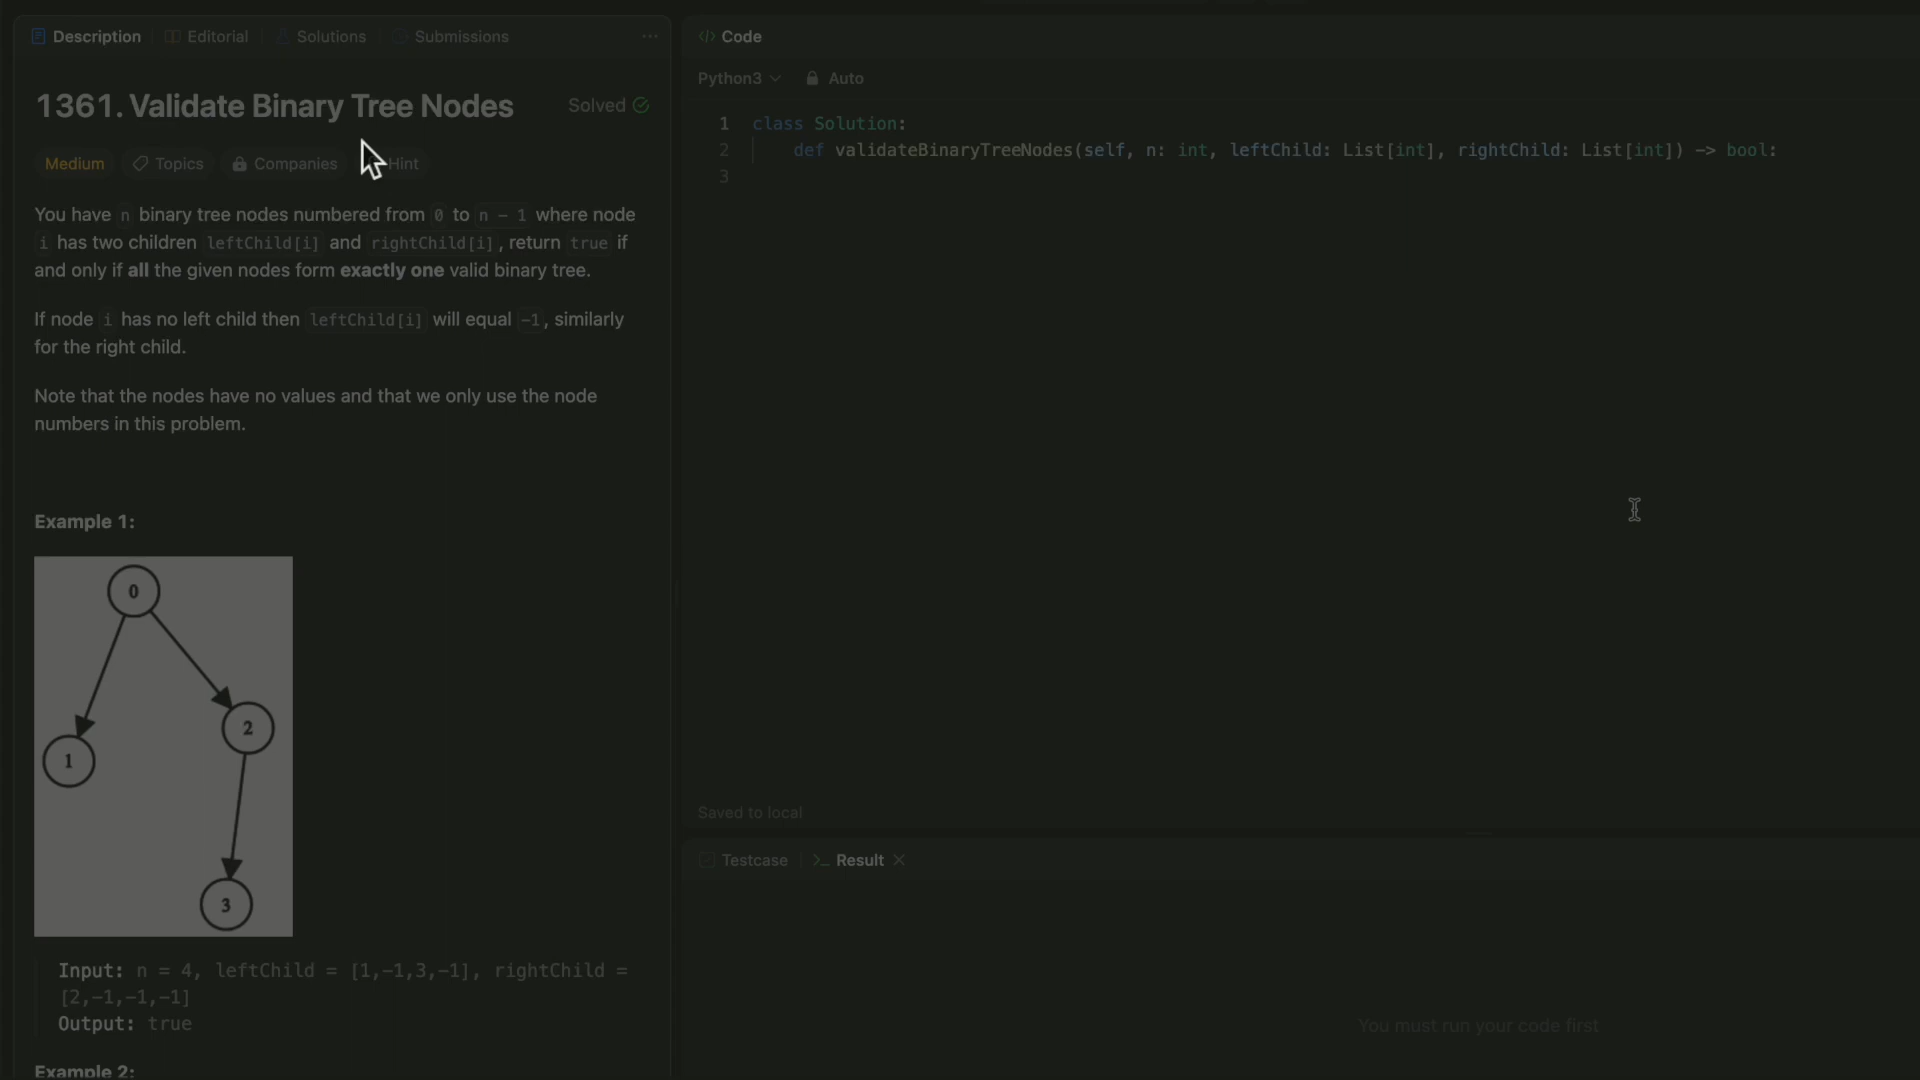 Description
Editorial
Solutions
Submissions
1361. Validate Binary Tree Nodes
Solved
Medium
Topics
Companies
Hint
You have n binary tree nodes numbered from 0 to n - 1 where node
i has two children leftChild[i] and rightChild[i], return true if
and only if all the given nodes form exactly one valid binary tree.
If node i has no left child then leftChild[i] will equal -1, similarly
for the right child.
Note that the nodes have no values and that we only use the node
numbers in this problem.
Example 1:
0
2
1
3
Input: n = 4, leftChild = [1,-1,3,-1], rightChild =
[2,-1,-1,-1]
Output: true
Example 2:
</> Code
Python3
Auto
1 class Solution:
2 def validateBinaryTreeNodes(self, n: int, leftChild: List[int], rightChild: List[int]) -> bool:
3
Saved to local
Testcase
>_ Result
You must run your code first